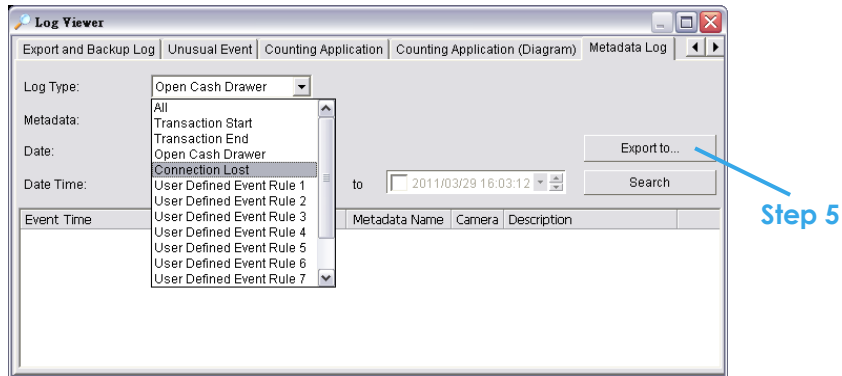 Log Viewer
Export and Backup Log Unusual Event Counting Application Counting Application (Diagram) Metadata Log
Log Type: Open Cash Drawer
All
Metadata: Transaction Start
Transaction End
Date: Open Cash Drawer Export to...
Connection Lost
Date Time: User Defined Event Rule 1 to 2011/03/29 16:03:12 Search
User Defined Event Rule 2
Event Time User Defined Event Rule 3 Metadata Name Camera Description Step 5
User Defined Event Rule 4
User Defined Event Rule 5
User Defined Event Rule 6
User Defined Event Rule 7